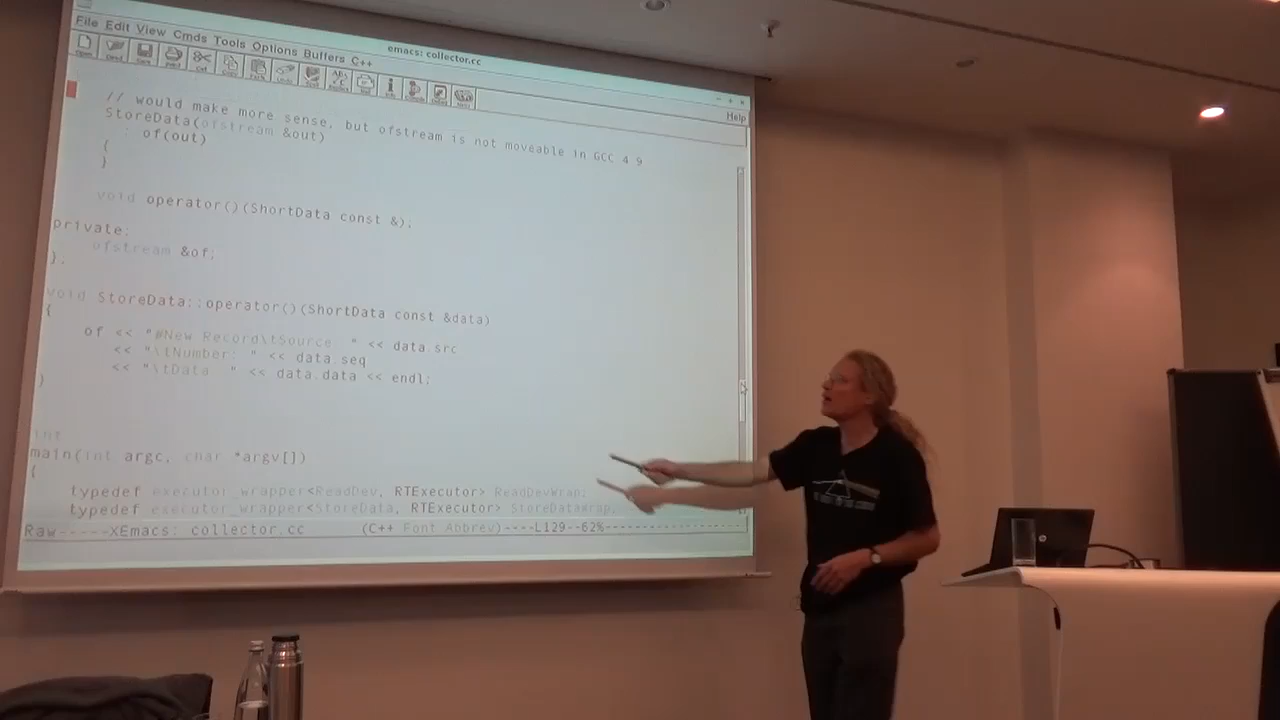 emacs: collector.cc
File Edit View Cmds Tools Options Buffers C++
Help
// would make more sense, but ofstream is not moveable in GCC 4.9
StoreData(ofstream &out)
: of(out)
{
}
void operator()(ShortData const &);
private:
ofstream &of;
};
void StoreData::operator()(ShortData const &data)
{
of << "#New Record\tSource: " << data.src
<< "\tNumber: " << data.seq
<< "\tData: " << data.data << endl;
}
int
main(int argc, char *argv[])
{
typedef executor_wrapper<ReadDev, RTExecutor> ReadDevWrap;
typedef executor_wrapper<StoreData, RTExecutor> StoreDataWrap;
Raw-----XEmacs: collector.cc (C++ Font Abbrev)----L129--62%----------------